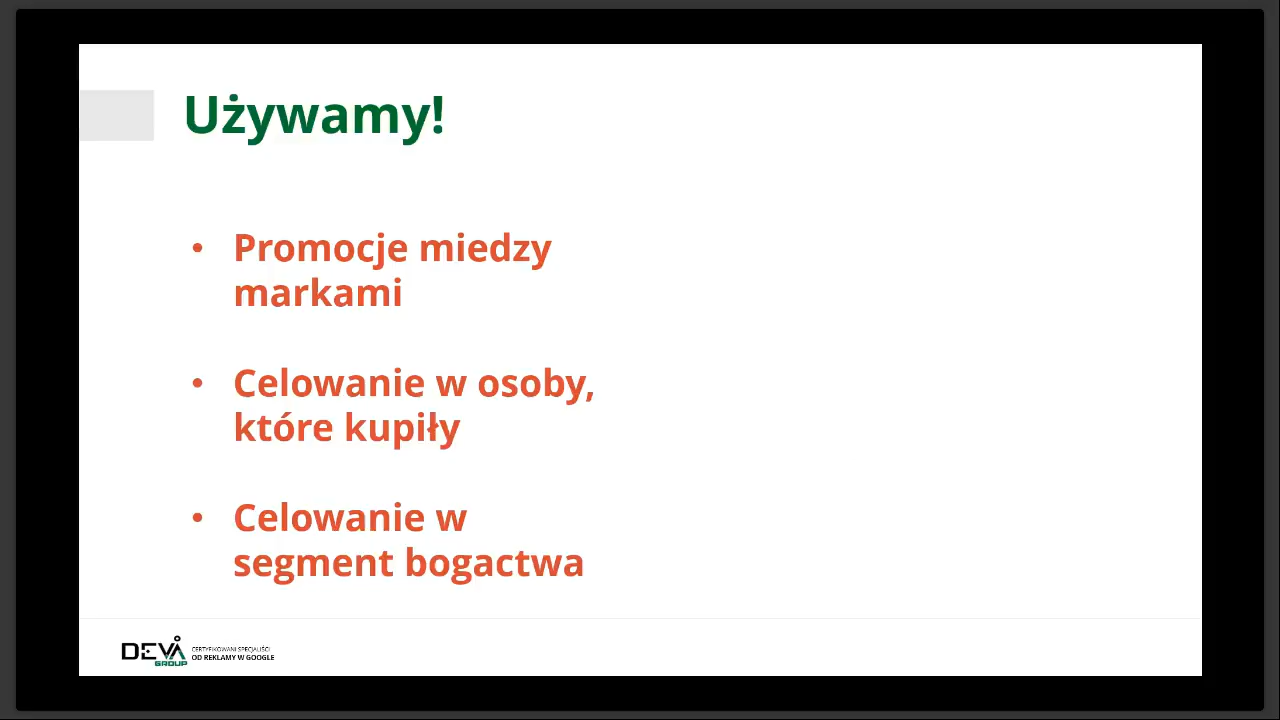 Używamy!
• Promocje miedzy
markami
• Celowanie w osoby,
które kupiły
• Celowanie w
segment bogactwa
DEVA GROUP
CERTYFIKOWANI SPECJALIŚCI
OD REKLAMY W GOOGLE